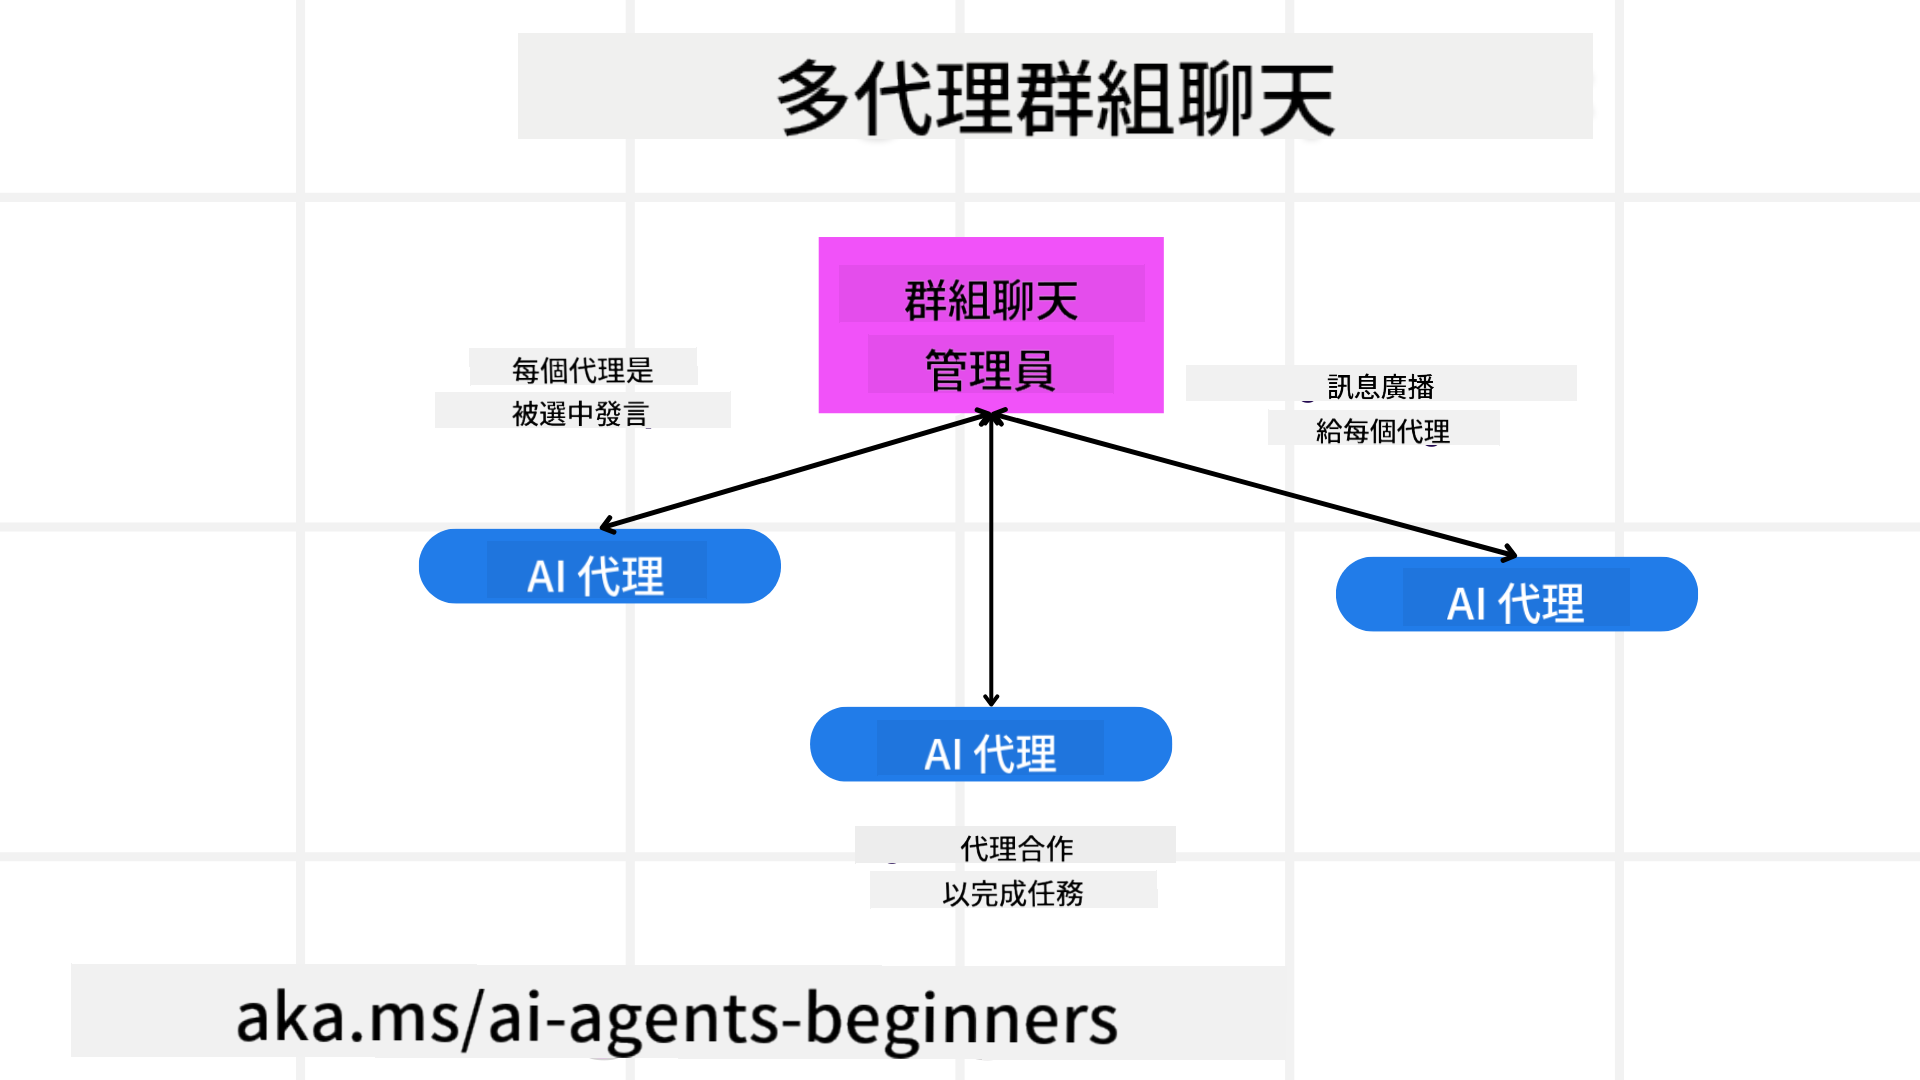 多代理群組聊天
群組聊天
管理員
每個代理是
被選中發言
訊息廣播
給每個代理
AI 代理
AI 代理
AI 代理
代理合作
以完成任務
aka.ms/ai-agents-beginners